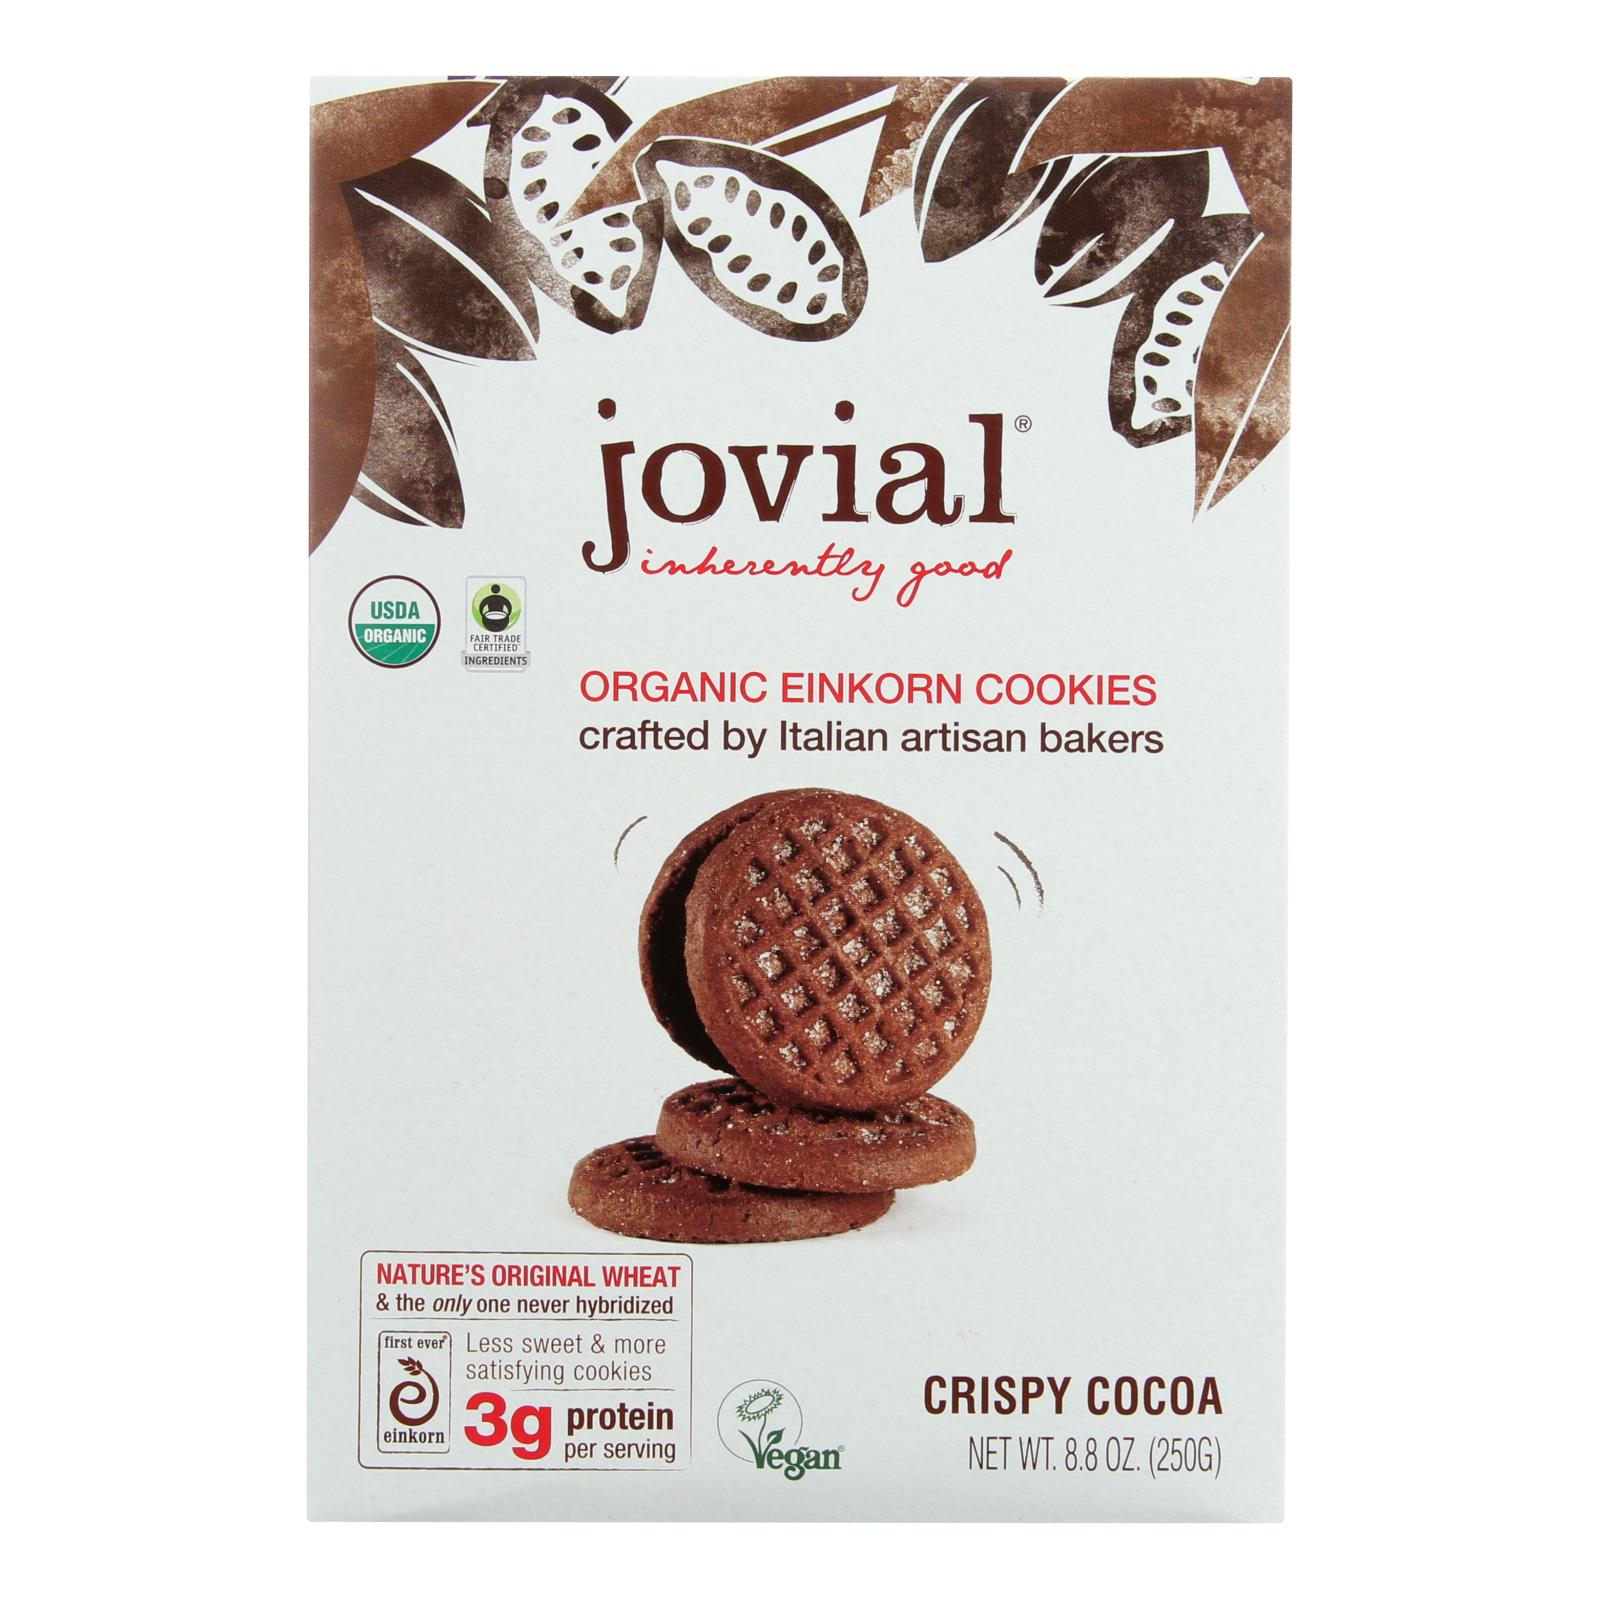 jovial®
inherently good
USDA
ORGANIC
FAIR TRADE
CERTIFIED
INGREDIENTS
ORGANIC EINKORN COOKIES
crafted by Italian artisan bakers
NATURE'S ORIGINAL WHEAT
& the only one never hybridized
first ever®
einkorn
Less sweet & more
satisfying cookies
3g protein
per serving
Vegan®
CRISPY COCOA
NET WT. 8.8 OZ. (250G)